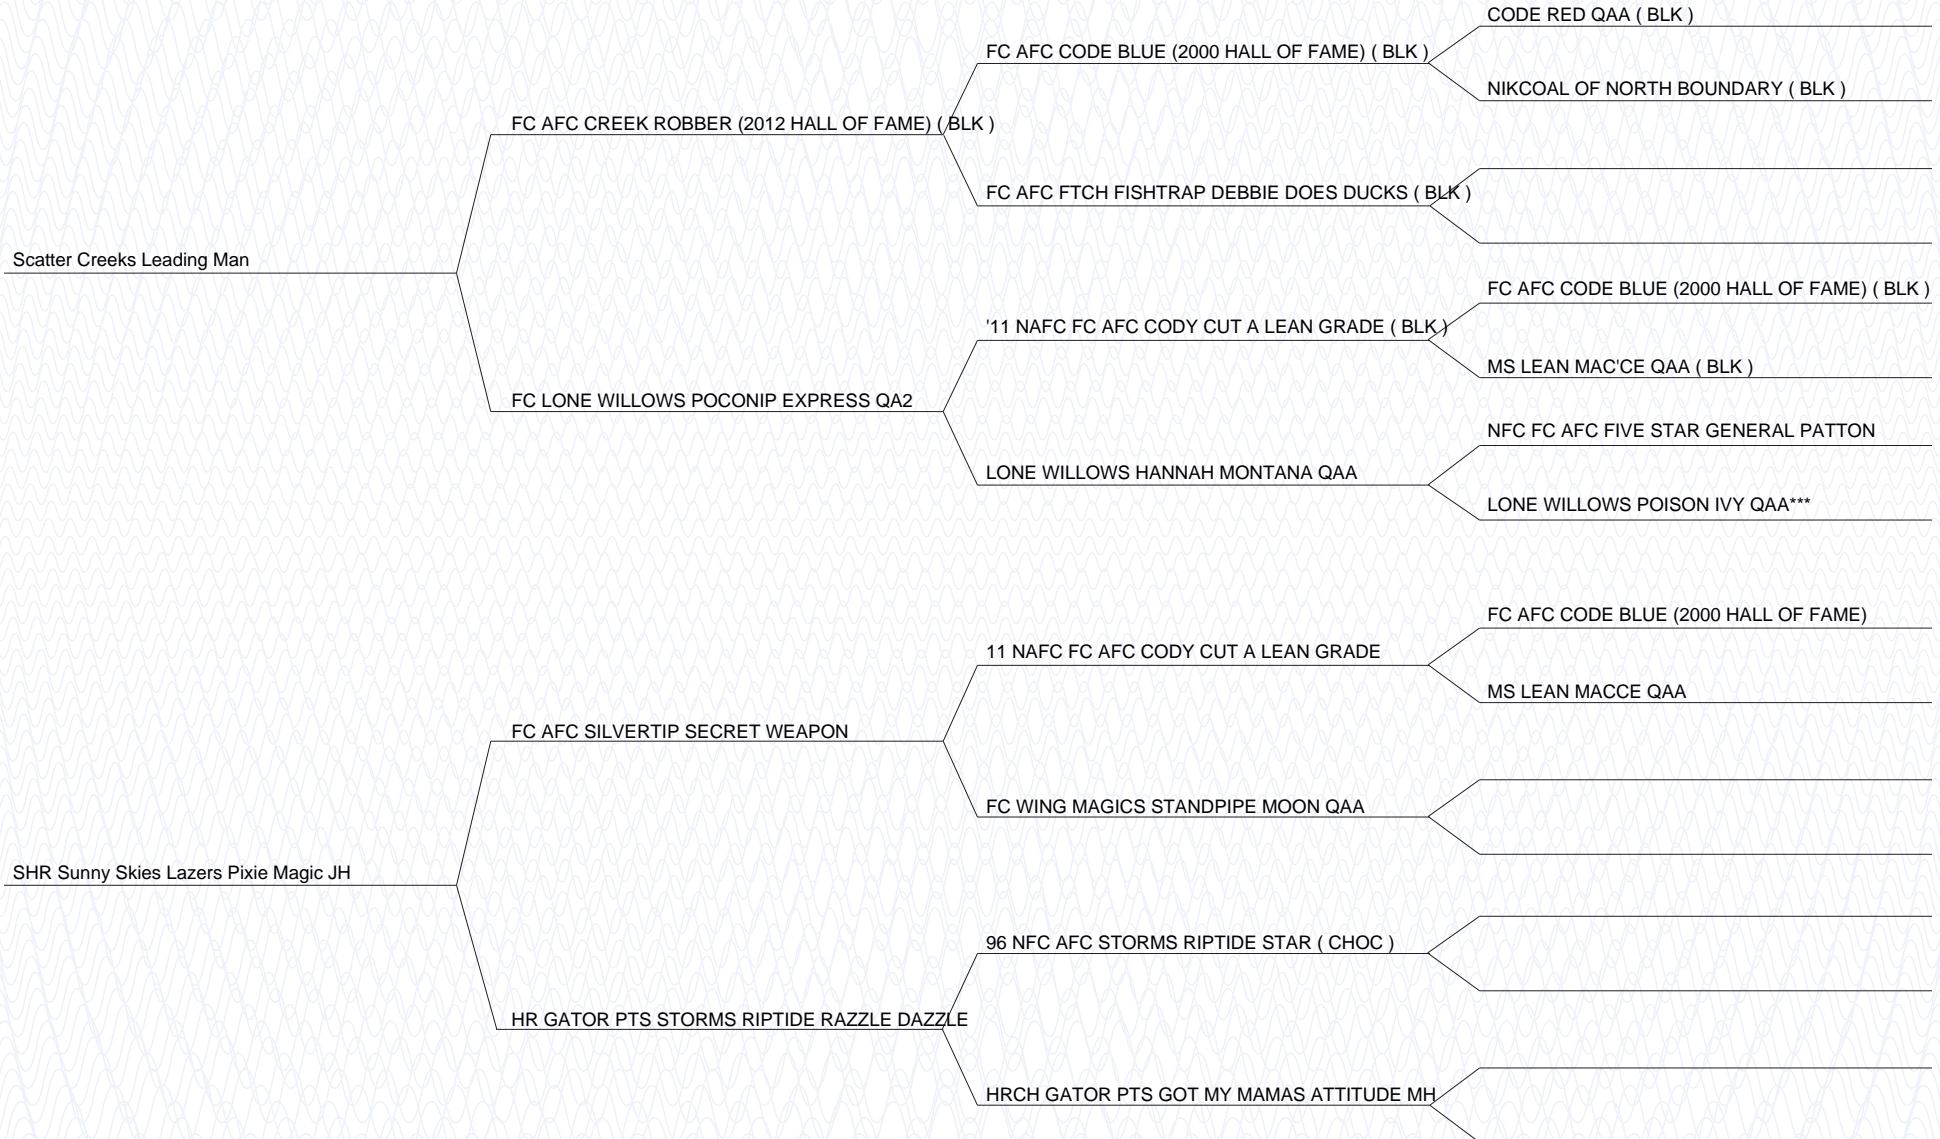 CODE RED QAA ( BLK )
FC AFC CODE BLUE (2000 HALL OF FAME) ( BLK )
NIKCOAL OF NORTH BOUNDARY ( BLK )
FC AFC CREEK ROBBER (2012 HALL OF FAME) ( BLK )
FC AFC FTCH FISHTRAP DEBBIE DOES DUCKS ( BLK )
Scatter Creeks Leading Man
FC AFC CODE BLUE (2000 HALL OF FAME) ( BLK )
'11 NAFC FC AFC CODY CUT A LEAN GRADE ( BLK )
MS LEAN MAC'CE QAA ( BLK )
FC LONE WILLOWS POCONIP EXPRESS QA2
NFC FC AFC FIVE STAR GENERAL PATTON
LONE WILLOWS HANNAH MONTANA QAA
LONE WILLOWS POISON IVY QAA***
FC AFC CODE BLUE (2000 HALL OF FAME)
11 NAFC FC AFC CODY CUT A LEAN GRADE
MS LEAN MACCE QAA
FC AFC SILVERTIP SECRET WEAPON
FC WING MAGICS STANDPIPE MOON QAA
SHR Sunny Skies Lazers Pixie Magic JH
96 NFC AFC STORMS RIPTIDE STAR ( CHOC )
HR GATOR PTS STORMS RIPTIDE RAZZLE DAZZLE
HRCH GATOR PTS GOT MY MAMAS ATTITUDE MH